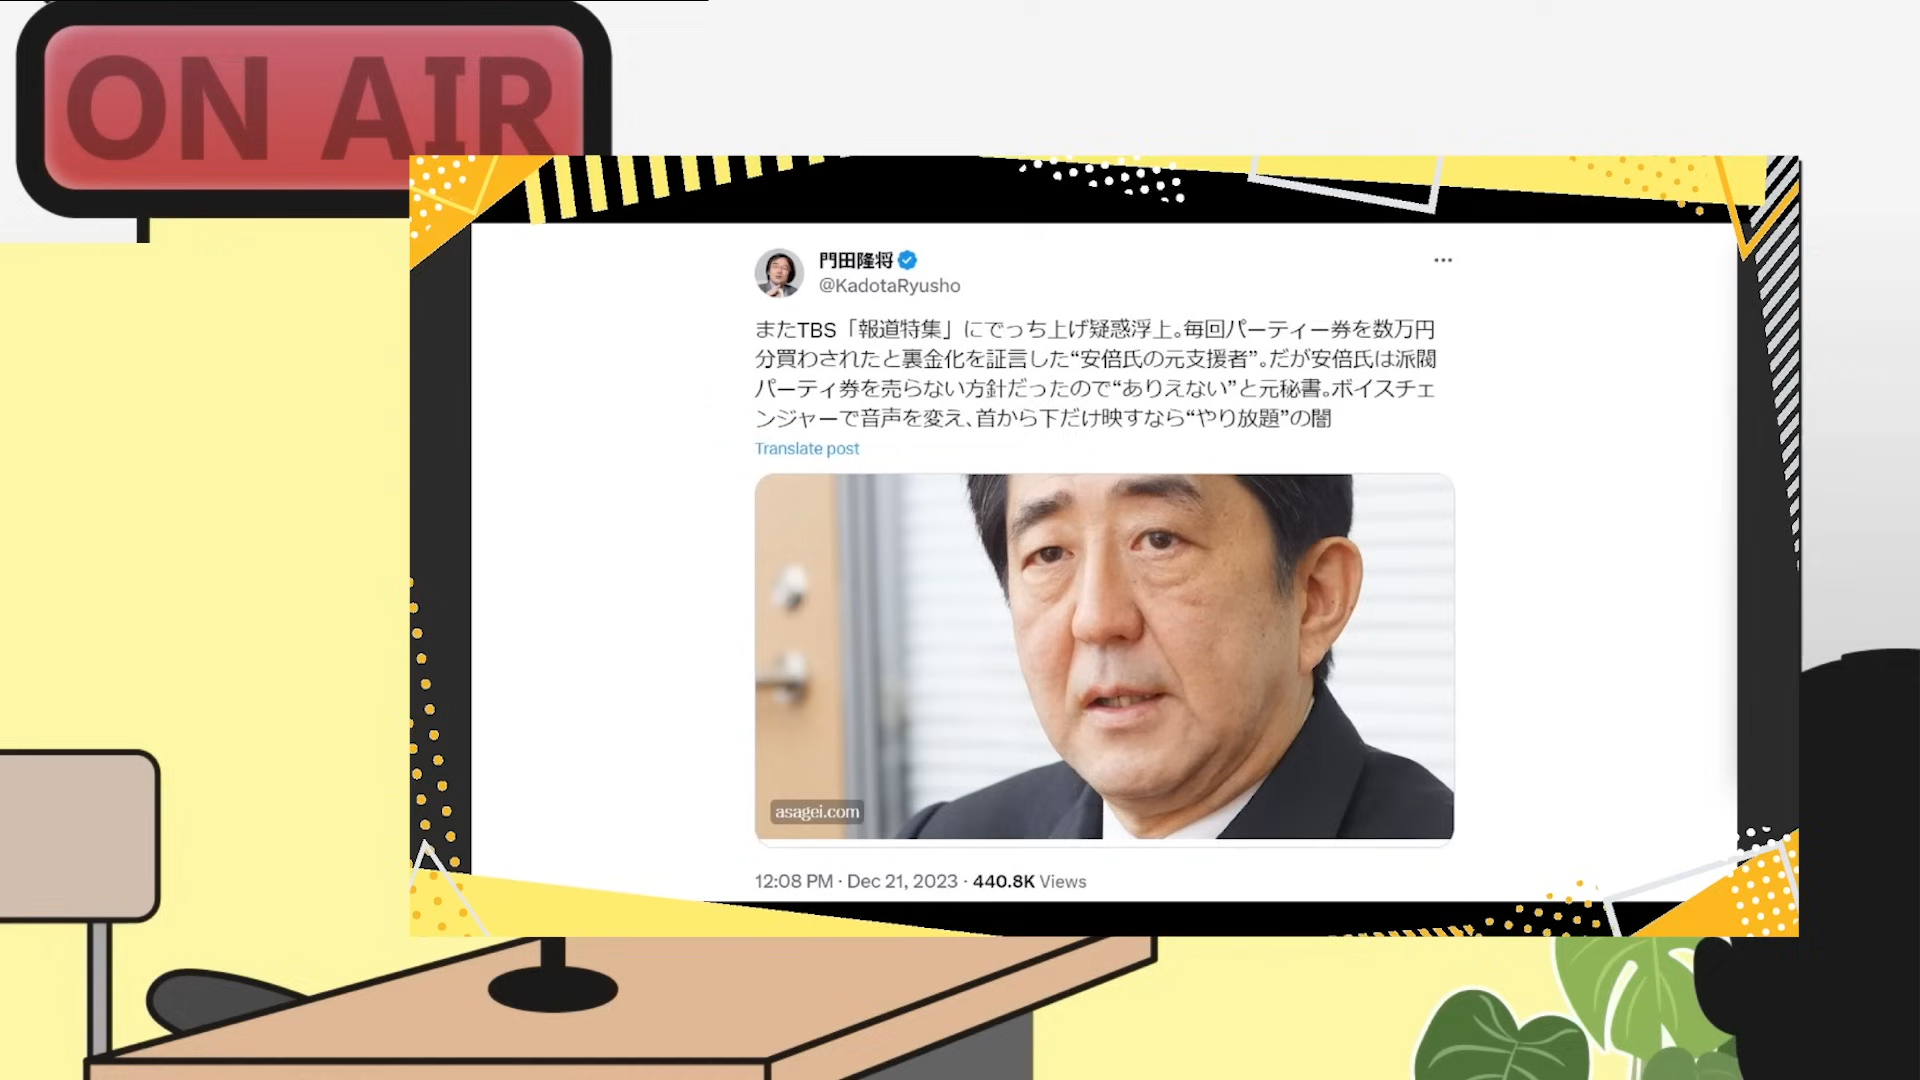 ON AIR
門田隆将
@KadotaRyusho
またTBS「報道特集」にでっち上げ疑惑浮上。毎回パーティー券を数万円
分買わされたと裏金化を証言した“安倍氏の元支援者”。だが安倍氏は派閥
パーティ券を売らない方針だったので“ありえない”と元秘書。ボイスチェ
ンジャーで音声を変え、首から下だけ映すなら“やり放題”の闇
Translate post
asagei.com
12:08 PM · Dec 21, 2023 · 440.8K Views